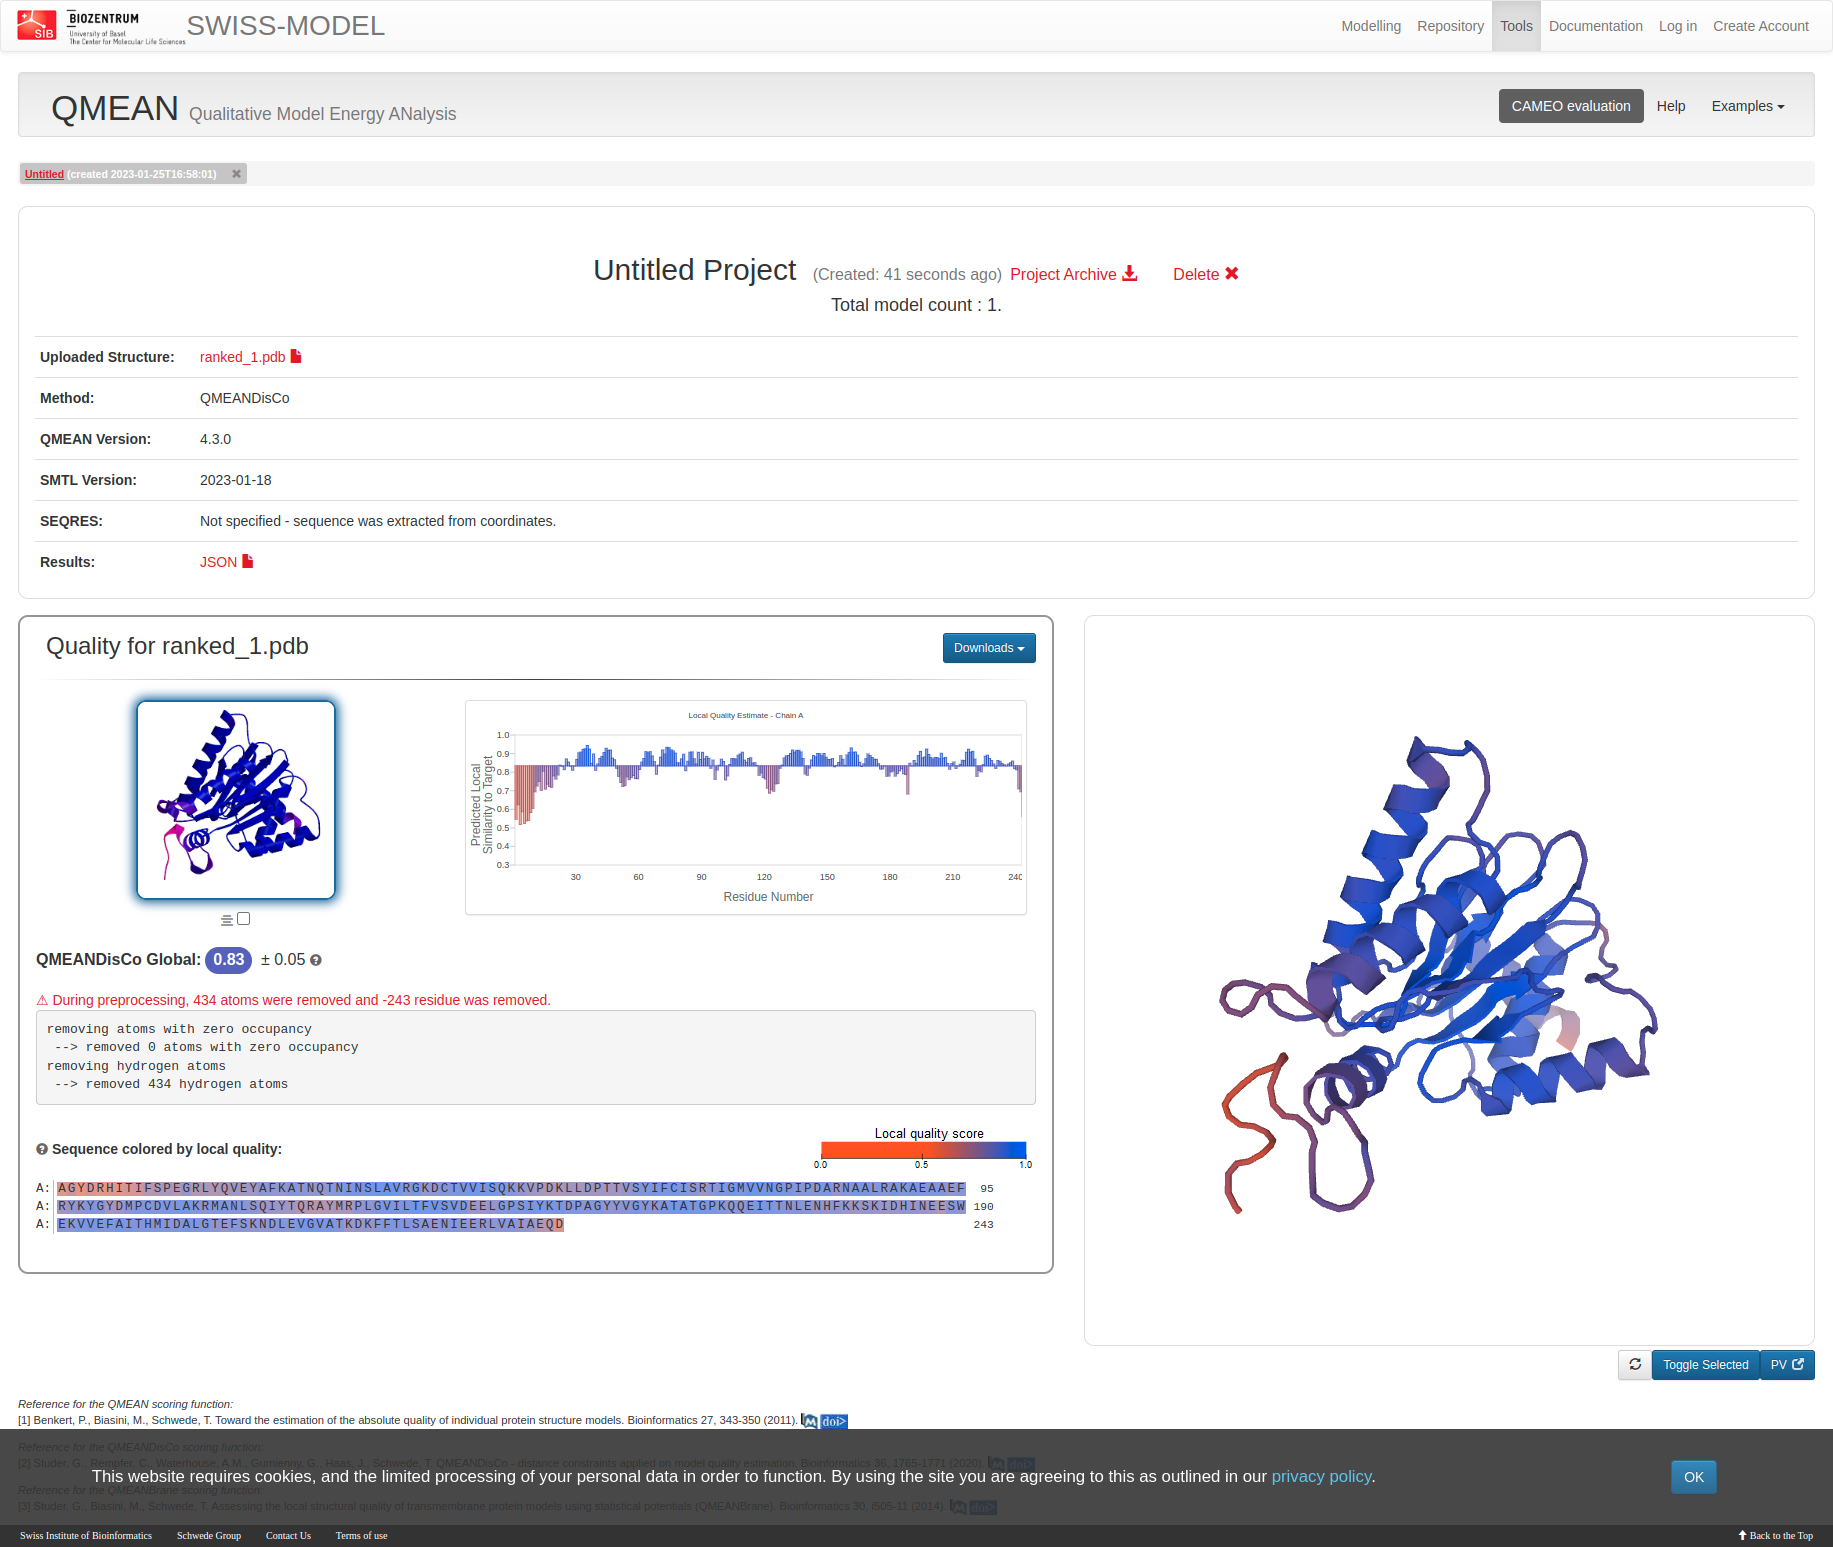 SIB
BIOZENTRUM
University of Basel
The Center for Molecular Life Sciences
SWISS-MODEL
Modelling Repository Tools Documentation Log in Create Account
QMEAN Qualitative Model Energy ANalysis
CAMEO evaluation Help Examples
Untitled (created 2023-01-25T16:58:01) ✖
Untitled Project (Created: 41 seconds ago) Project Archive Delete ✖
Total model count : 1.
Uploaded Structure: ranked_1.pdb
Method: QMEANDisCo
QMEAN Version: 4.3.0
SMTL Version: 2023-01-18
SEQRES: Not specified - sequence was extracted from coordinates.
Results: JSON
Quality for ranked_1.pdb
Downloads
Local Quality Estimate - Chain A
Predicted Local
Similarity to Target
1.0
0.9
0.8
0.7
0.6
0.5
0.4
0.3
30 60 90 120 150 180 210 240
Residue Number
QMEANDisCo Global: 0.83 ± 0.05
⚠ During preprocessing, 434 atoms were removed and -243 residue was removed.
removing atoms with zero occupancy
--> removed 0 atoms with zero occupancy
removing hydrogen atoms
--> removed 434 hydrogen atoms
Sequence colored by local quality:
Local quality score
0.0 0.5 1.0
A: AGYDRHITIFSPEGRLYQVEYAFKATNQTNINSLAVRGKDCTVVISQKKVPDKLLDPTTVSYIFCISRTIGMVVNGPIPDARNAALRAKAEAAEF 95
A: RYKYGYDMPCDVLAKRMANLSQIYTQRAYMRPLGVILTFVSVDEELGPSIYKTDPAGYYVGYKATATGPKQQEITTNLENHFKKSKIDHINEESW 190
A: EKVVEFAITHMIDALGTEFSKNDLEVGVATKDKFFTLSAENIEERLVAIAEQD 243
Toggle Selected PV
Reference for the QMEAN scoring function:
[1] Benkert, P., Biasini, M., Schwede, T. Toward the estimation of the absolute quality of individual protein structure models. Bioinformatics 27, 343-350 (2011). M doi>
Reference for the QMEANDisCo scoring function:
[2] Studer, G., Rempfer, C., Waterhouse, A.M., Gumienny, G., Haas, J., Schwede, T. QMEANDisCo - distance constraints applied on model quality estimation. Bioinformatics 36, 1765-1771 (2020). M doi>
This website requires cookies, and the limited processing of your personal data in order to function. By using the site you are agreeing to this as outlined in our privacy policy.
OK
Reference for the QMEANBrane scoring function:
[3] Studer, G., Biasini, M., Schwede, T. Assessing the local structural quality of transmembrane protein models using statistical potentials (QMEANBrane). Bioinformatics 30, i505-11 (2014). M doi>
Swiss Institute of Bioinformatics Schwede Group Contact Us Terms of use
Back to the Top